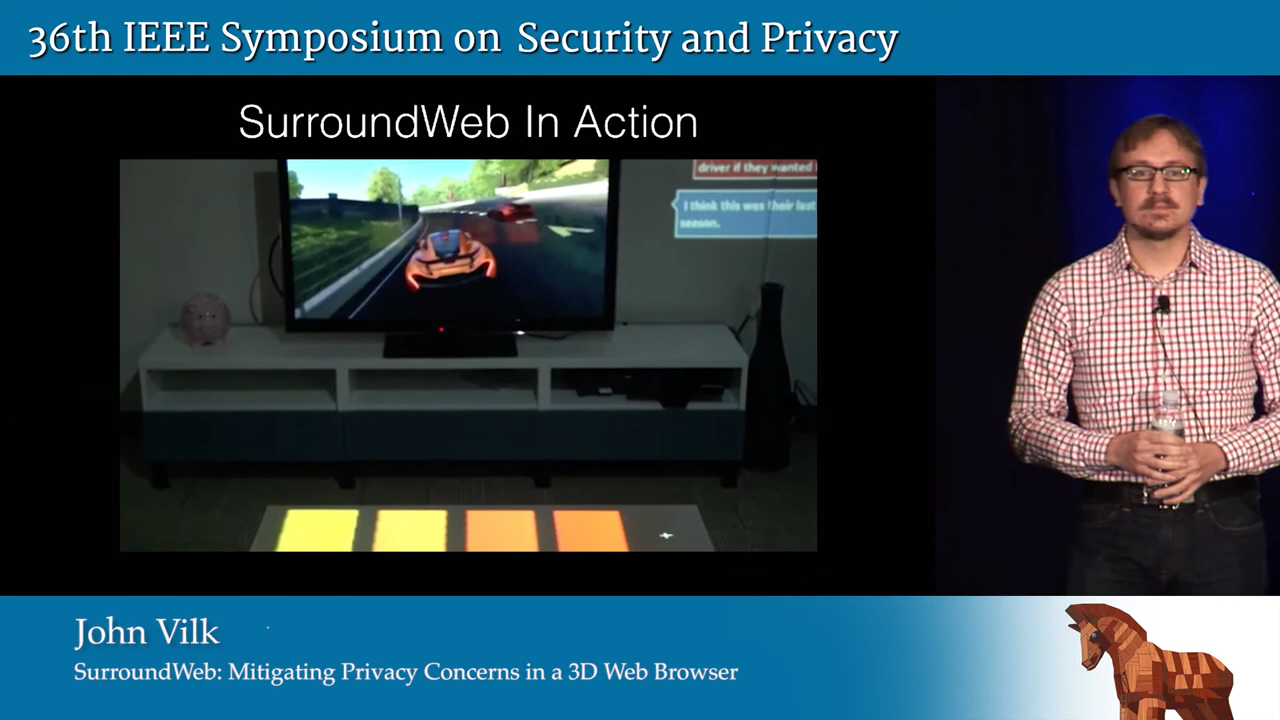 36th IEEE Symposium on Security and Privacy
SurroundWeb In Action
driver if they wanted
I think this was their last
season.
John Vilk
SurroundWeb: Mitigating Privacy Concerns in a 3D Web Browser